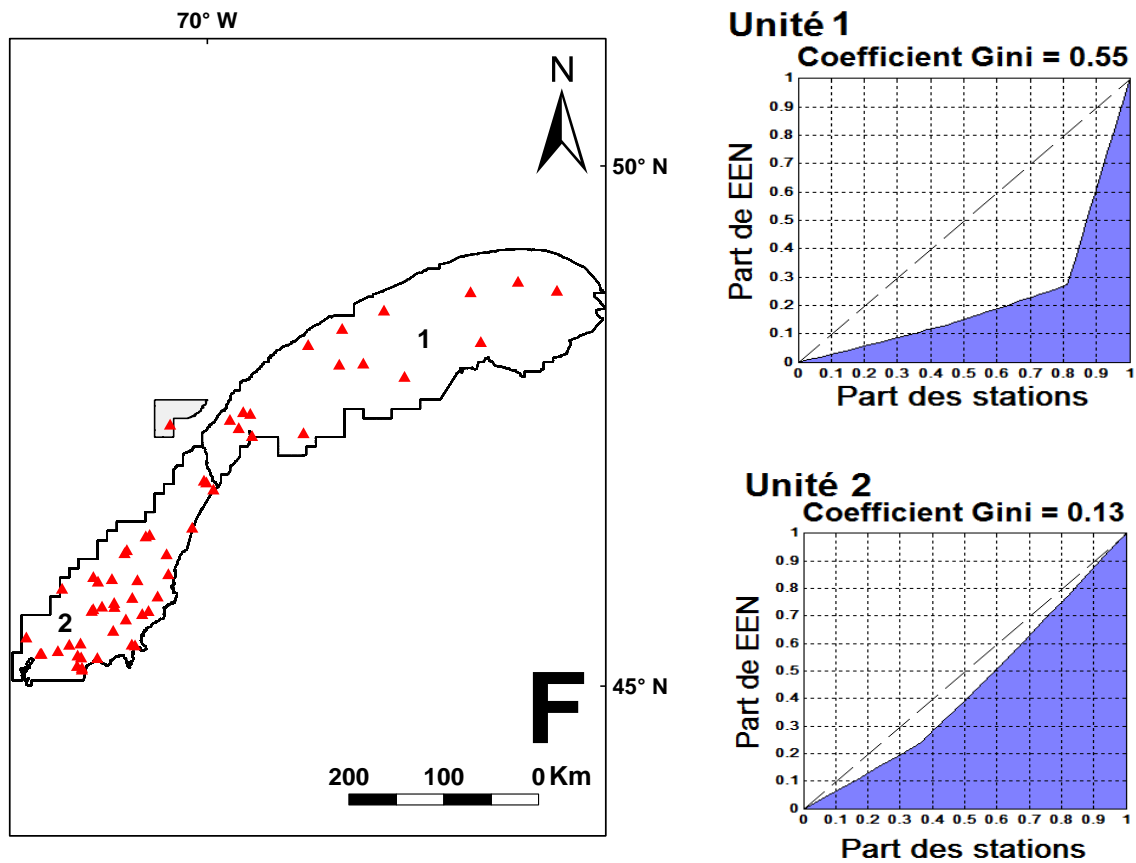 70° W
N
50° N
1
2
45° N
F
200 100 0 Km
Unité 1
Coefficient Gini = 0.55
Part de EEN
1
0.9
0.8
0.7
0.6
0.5
0.4
0.3
0.2
0.1
0
0 0.1 0.2 0.3 0.4 0.5 0.6 0.7 0.8 0.9 1
Part des stations
Unité 2
Coefficient Gini = 0.13
Part de EEN
1
0.9
0.8
0.7
0.6
0.5
0.4
0.3
0.2
0.1
0
0 0.1 0.2 0.3 0.4 0.5 0.6 0.7 0.8 0.9 1
Part des stations